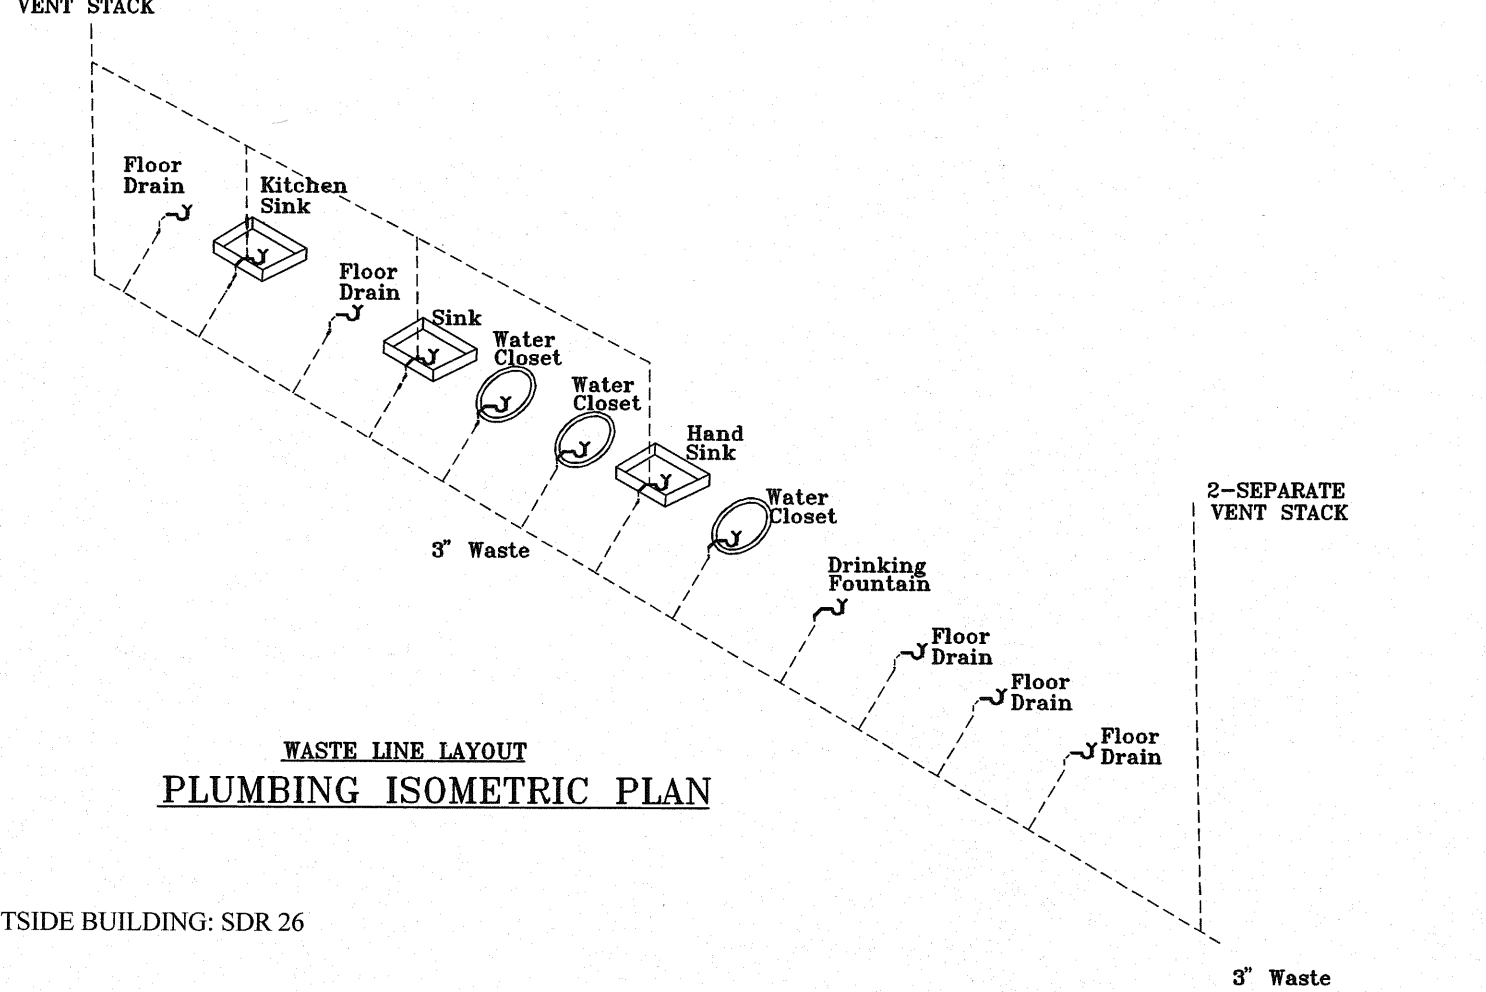 VENT STACK
Floor
Drain
Kitchen
Sink
Floor
Drain
Sink
Water
Closet
Water
Closet
Hand
Sink
Water
Closet
2-SEPARATE
VENT STACK
3" Waste
Drinking
Fountain
Floor
Drain
Floor
Drain
Floor
Drain
WASTE LINE LAYOUT
PLUMBING ISOMETRIC PLAN
TSIDE BUILDING: SDR 26
3" Waste